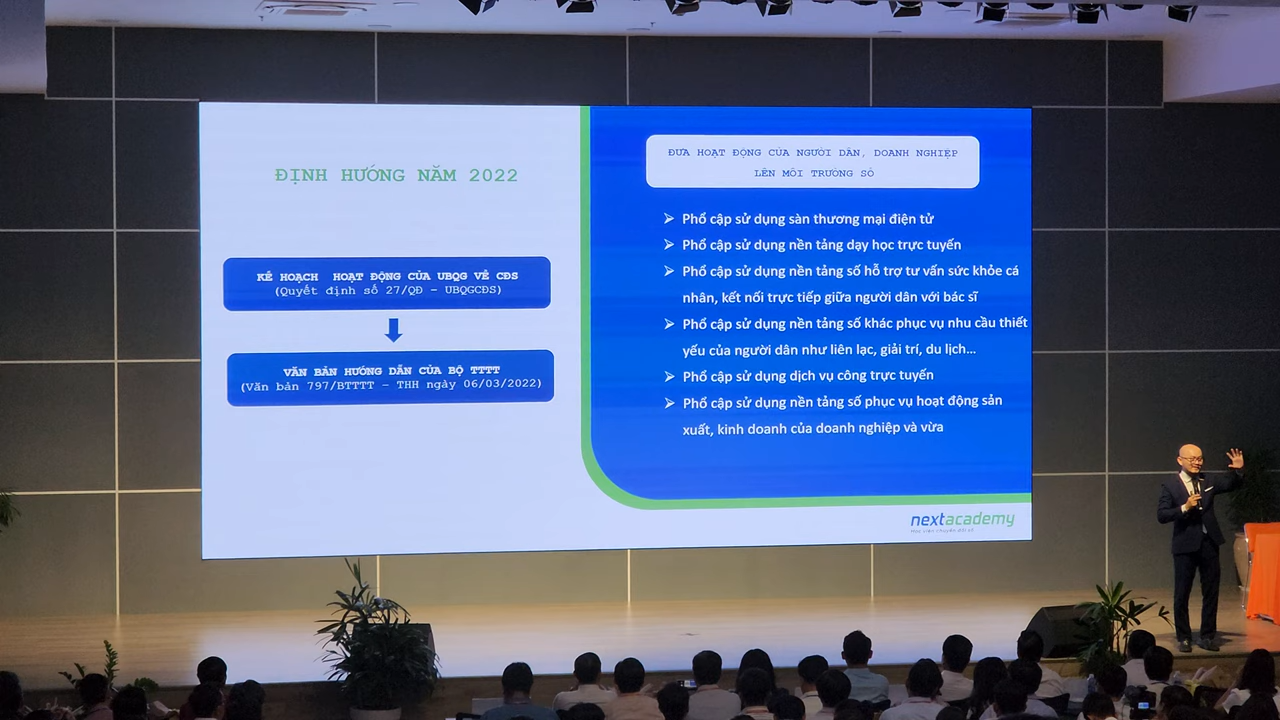 ĐỊNH HƯỚNG NĂM 2022
KẾ HOẠCH HOẠT ĐỘNG CỦA UBQG VỀ CĐS
(Quyết định số 27/QĐ – UBQGCĐS)
VĂN BẢN HƯỚNG DẪN CỦA BỘ TTTT
(Văn bản 797/BTTTT – THH ngày 06/03/2022)
ĐƯA HOẠT ĐỘNG CỦA NGƯỜI DÂN, DOANH NGHIỆP
LÊN MÔI TRƯỜNG SỐ
➢ Phổ cập sử dụng sàn thương mại điện tử
➢ Phổ cập sử dụng nền tảng dạy học trực tuyến
➢ Phổ cập sử dụng nền tảng số hỗ trợ tư vấn sức khỏe cá
nhân, kết nối trực tiếp giữa người dân với bác sĩ
➢ Phổ cập sử dụng nền tảng số khác phục vụ nhu cầu thiết
yếu của người dân như liên lạc, giải trí, du lịch…
➢ Phổ cập sử dụng dịch vụ công trực tuyến
➢ Phổ cập sử dụng nền tảng số phục vụ hoạt động sản
xuất, kinh doanh của doanh nghiệp và vừa
nextacademy
Học viện chuyển đổi số